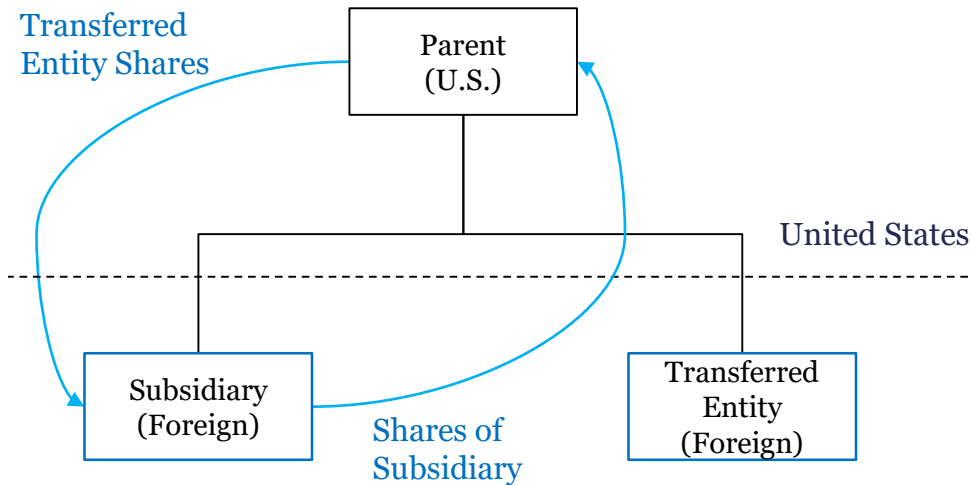 Transferred
Entity Shares
Parent
(U.S.)
United States
Subsidiary
(Foreign)
Shares of
Subsidiary
Transferred
Entity
(Foreign)